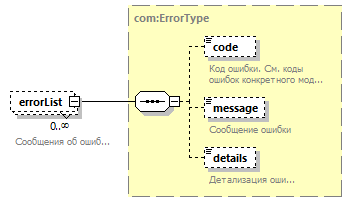 com:ErrorType
code
Код ошибки. См. коды
ошибок конкретного мод...
errorList
0..∞
Сообщения об ошиб...
message
Сообщение ошибки
details
Детализация оши...